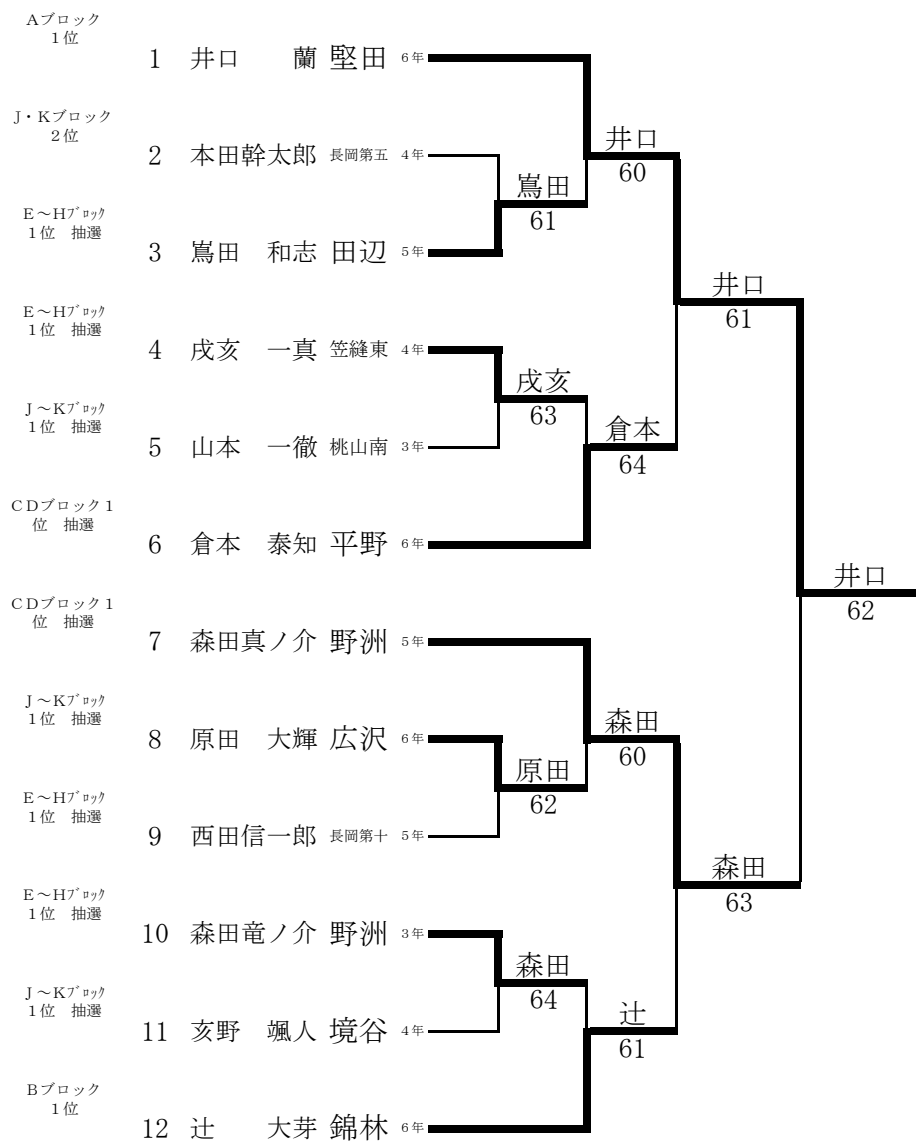 Aブロック
1位
1 井口 蘭 堅田 6年
J・Kブロック
2位
井口
2 本田幹太郎 長岡第五 4年
60
嶌田
E～Hブロック
1位 抽選
61
3 嶌田 和志 田辺 5年
井口
61
E～Hブロック
1位 抽選
4 戌亥 一真 笠縫東 4年
戌亥
63
J～Kブロック
1位 抽選
倉本
5 山本 一徹 桃山南 3年
64
CDブロック1
位 抽選
6 倉本 泰知 平野 6年
井口
62
CDブロック1
位 抽選
7 森田真ノ介 野洲 5年
J～Kブロック
1位 抽選
森田
8 原田 大輝 広沢 6年
60
原田
62
E～Hブロック
1位 抽選
9 西田信一郎 長岡第十 5年
森田
63
E～Hブロック
1位 抽選
10 森田竜ノ介 野洲 3年
森田
64
J～Kブロック
1位 抽選
辻
11 亥野 颯人 境谷 4年
61
Bブロック
1位
12 辻 大芽 錦林 6年